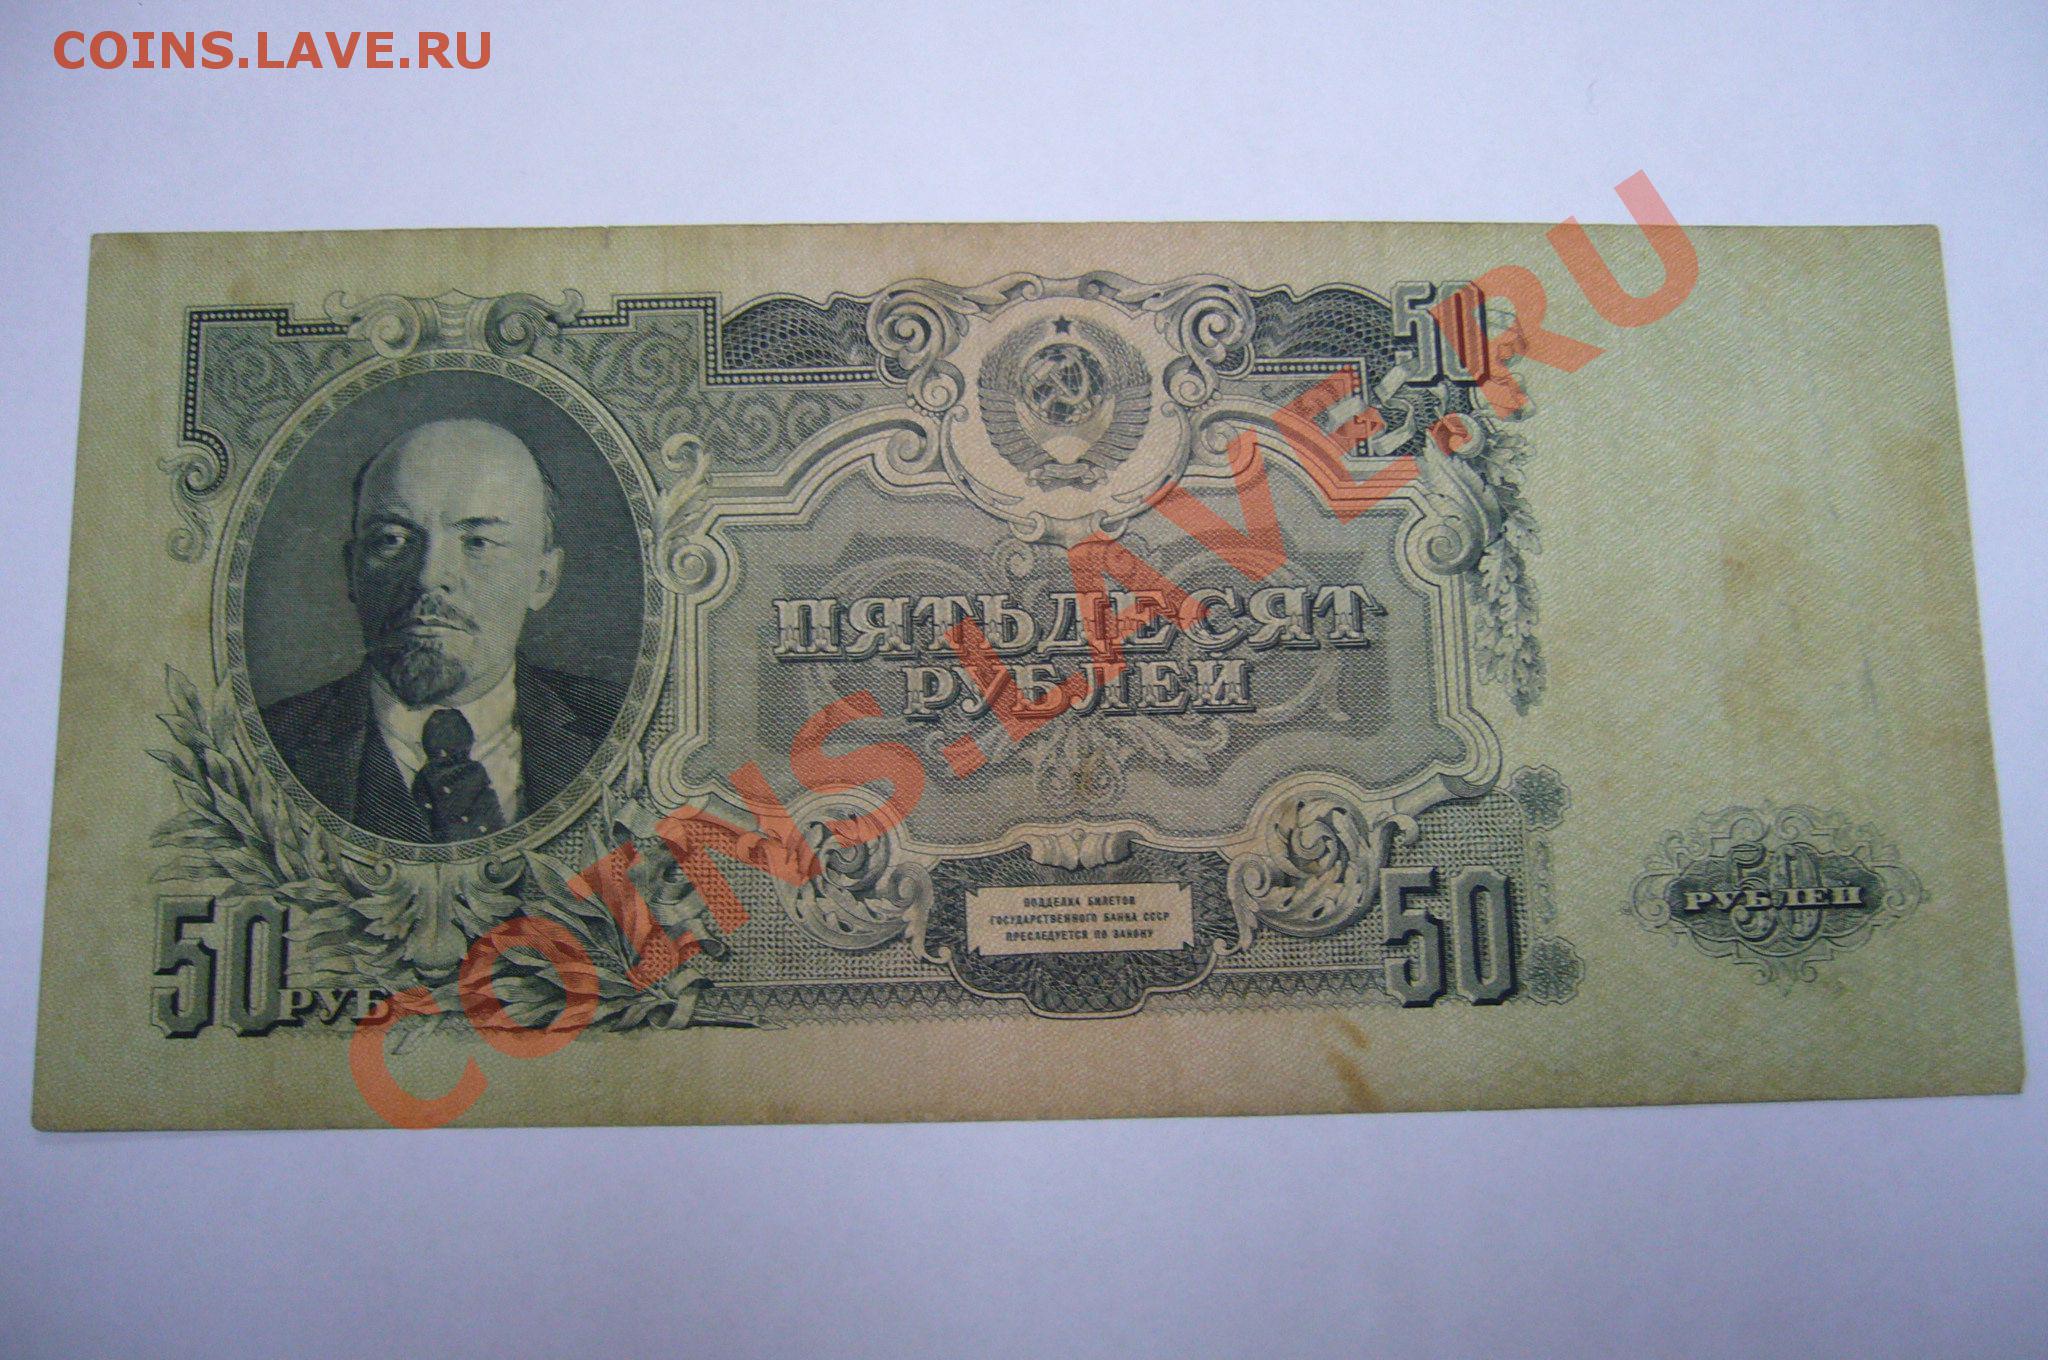 COINS.LAVE.RU
50
ПЯТЬДЕСЯТ
РУБЛЕЙ
ПОДДЕЛКА БИЛЕТОВ
ГОСУДАРСТВЕННОГО БАНКА СССР
ПРЕСЛЕДУЕТСЯ ПО ЗАКОНУ
50 РУБ
50
50
РУБЛЕЙ
COINS.LAVE.RU